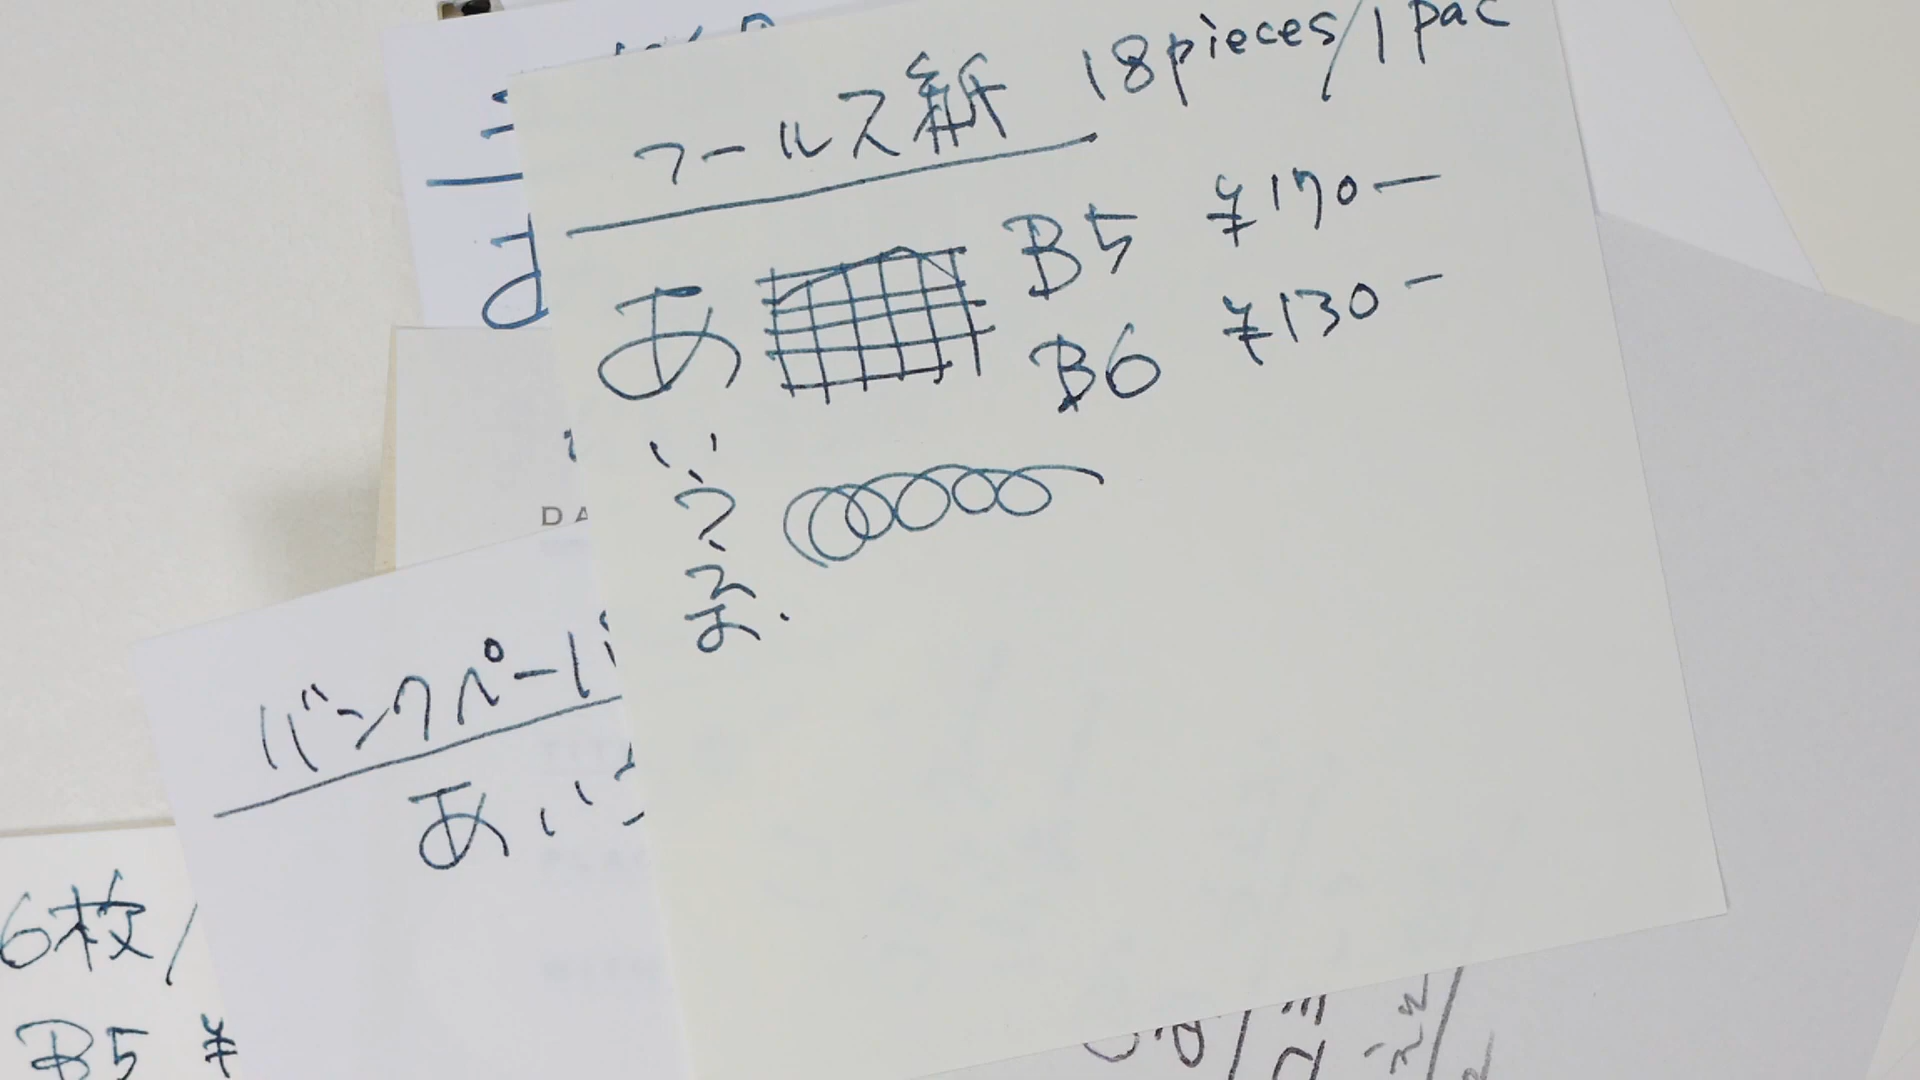 フールス紙 18pieces/1pac
あ B5 ¥170-
B6 ¥130-
い
う
え
お.
DA
バンクペーパ
あい
6枚/
B5 ¥